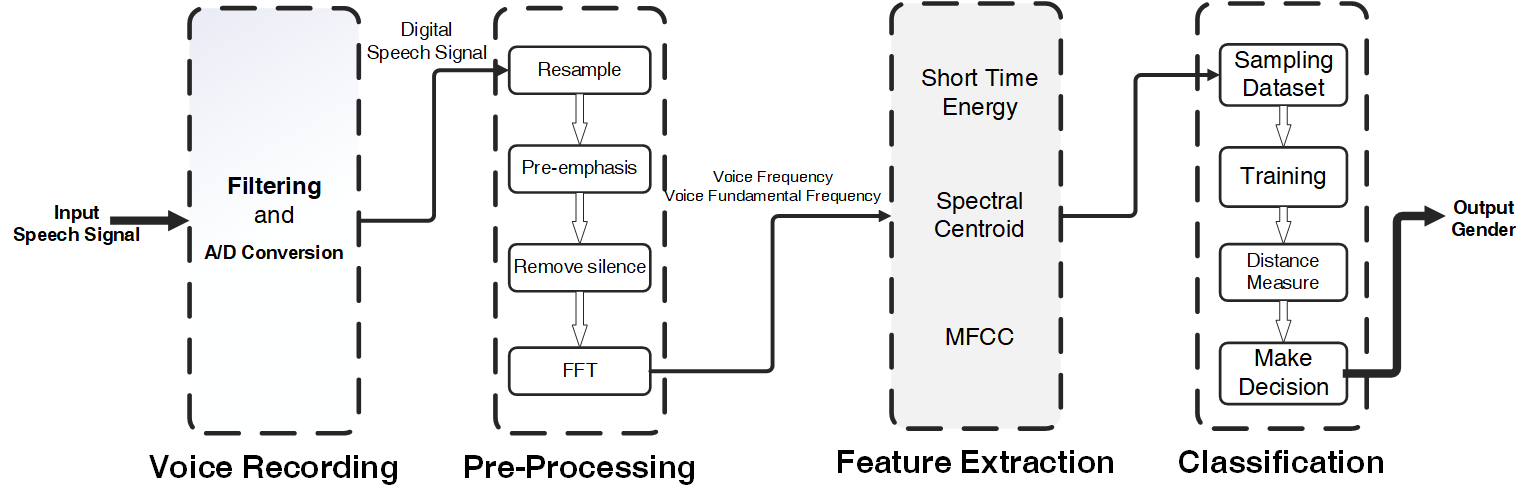 Input
Speech Signal
Filtering
and
A/D Conversion
Voice Recording
Digital
Speech Signal
Resample
Pre-emphasis
Remove silence
FFT
Pre-Processing
Voice Frequency
Voice Fundamental Frequency
Short Time
Energy
Spectral
Centroid
MFCC
Feature Extraction
Sampling
Dataset
Training
Distance
Measure
Make
Decision
Classification
Output
Gender